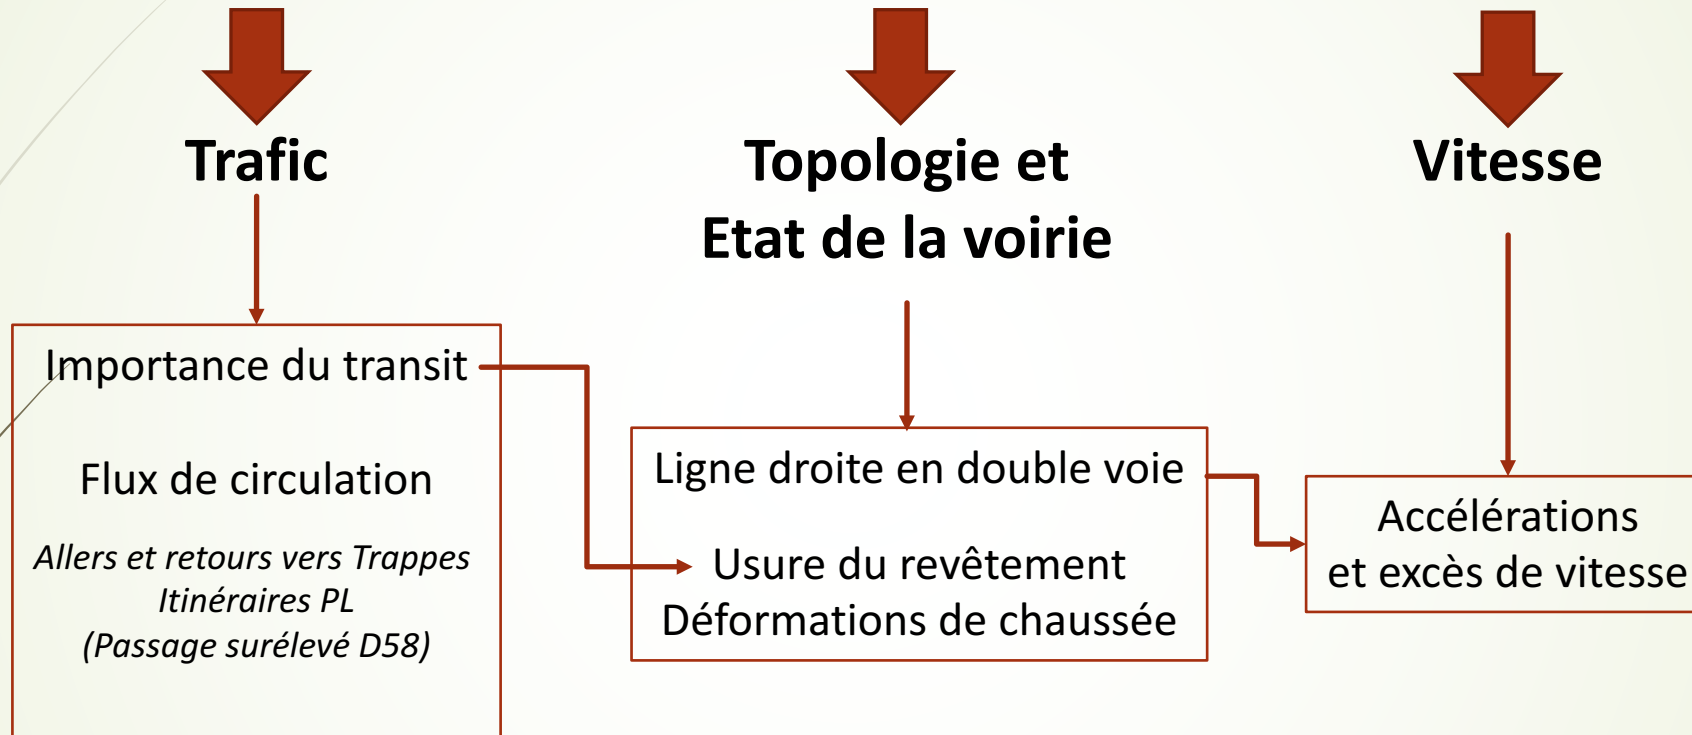 Trafic
Importance du transit
Flux de circulation
Allers et retours vers Trappes
Itinéraires PL
(Passage surélevé D58)
Topologie et
Etat de la voirie
Ligne droite en double voie
Usure du revêtement
Déformations de chaussée
Vitesse
Accélérations
et excès de vitesse